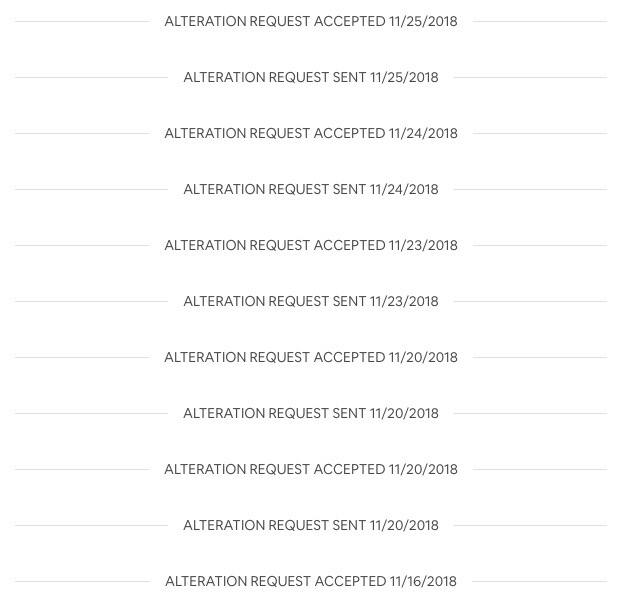 ALTERATION REQUEST ACCEPTED 11/25/2018
ALTERATION REQUEST SENT 11/25/2018
ALTERATION REQUEST ACCEPTED 11/24/2018
ALTERATION REQUEST SENT 11/24/2018
ALTERATION REQUEST ACCEPTED 11/23/2018
ALTERATION REQUEST SENT 11/23/2018
ALTERATION REQUEST ACCEPTED 11/20/2018
ALTERATION REQUEST SENT 11/20/2018
ALTERATION REQUEST ACCEPTED 11/20/2018
ALTERATION REQUEST SENT 11/20/2018
ALTERATION REQUEST ACCEPTED 11/16/2018